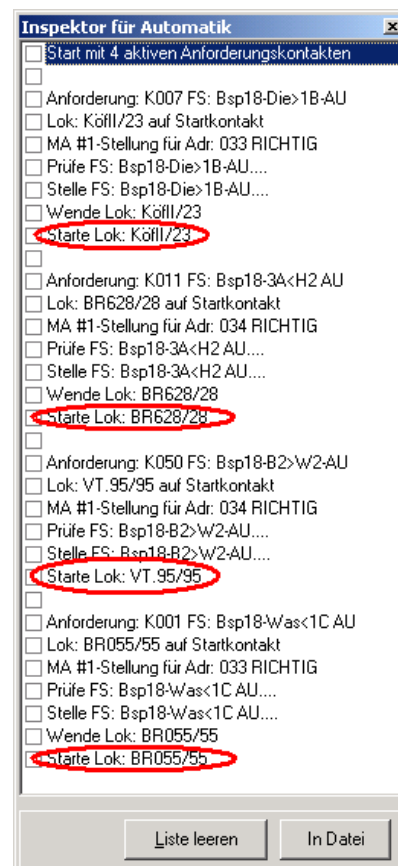 Inspektor für Automatik
Start mit 4 aktiven Anforderungskontakten
Anforderung: K007 FS: Bsp18-Die>1B-AU
Lok: KöfII/23 auf Startkontakt
MA #1-Stellung für Adr: 033 RICHTIG
Prüfe FS: Bsp18-Die>1B-AU....
Stelle FS: Bsp18-Die>1B-AU....
Wende Lok: KöfII/23
Starte Lok: KöfII/23
Anforderung: K011 FS: Bsp18-3A<H2 AU
Lok: BR628/28 auf Startkontakt
MA #1-Stellung für Adr: 034 RICHTIG
Prüfe FS: Bsp18-3A<H2 AU....
Stelle FS: Bsp18-3A<H2 AU....
Wende Lok: BR628/28
Starte Lok: BR628/28
Anforderung: K050 FS: Bsp18-B2>W2-AU
Lok: VT.95/95 auf Startkontakt
MA #1-Stellung für Adr: 034 RICHTIG
Prüfe FS: Bsp18-B2>W2-AU....
Stelle FS: Bsp18-B2>W2-AU....
Starte Lok: VT.95/95
Anforderung: K001 FS: Bsp18-Was<1C AU
Lok: BR055/55 auf Startkontakt
MA #1-Stellung für Adr: 033 RICHTIG
Prüfe FS: Bsp18-Was<1C AU....
Stelle FS: Bsp18-Was<1C AU....
Wende Lok: BR055/55
Starte Lok: BR055/55
Liste leeren
In Datei